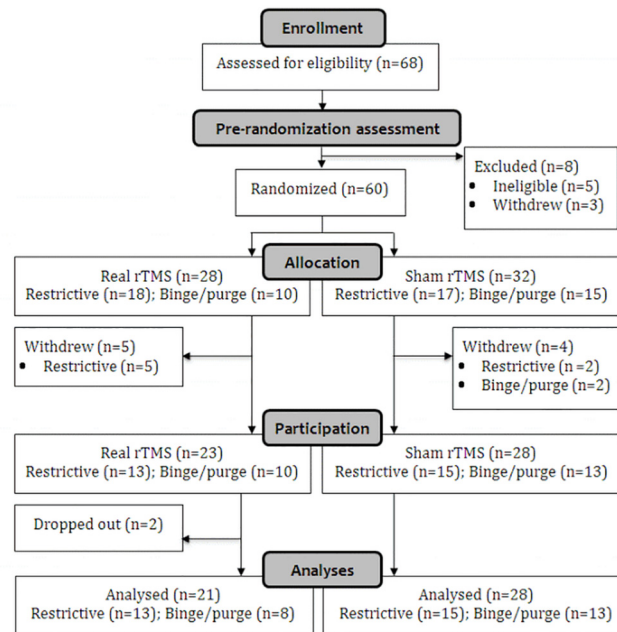 Enrollment
Assessed for eligibility (n=68)
Pre-randomization assessment
Excluded (n=8)
• Ineligible (n=5)
• Withdrew (n=3)
Randomized (n=60)
Allocation
Real rTMS (n=28)
Restrictive (n=18); Binge/purge (n=10)
Sham rTMS (n=32)
Restrictive (n=17); Binge/purge (n=15)
Withdrew (n=5)
• Restrictive (n=5)
Withdrew (n=4)
• Restrictive (n=2)
• Binge/purge (n=2)
Participation
Real rTMS (n=23)
Restrictive (n=13); Binge/purge (n=10)
Sham rTMS (n=28)
Restrictive (n=15); Binge/purge (n=13)
Dropped out (n=2)
Analyses
Analysed (n=21)
Restrictive (n=13); Binge/purge (n=8)
Analysed (n=28)
Restrictive (n=15); Binge/purge (n=13)